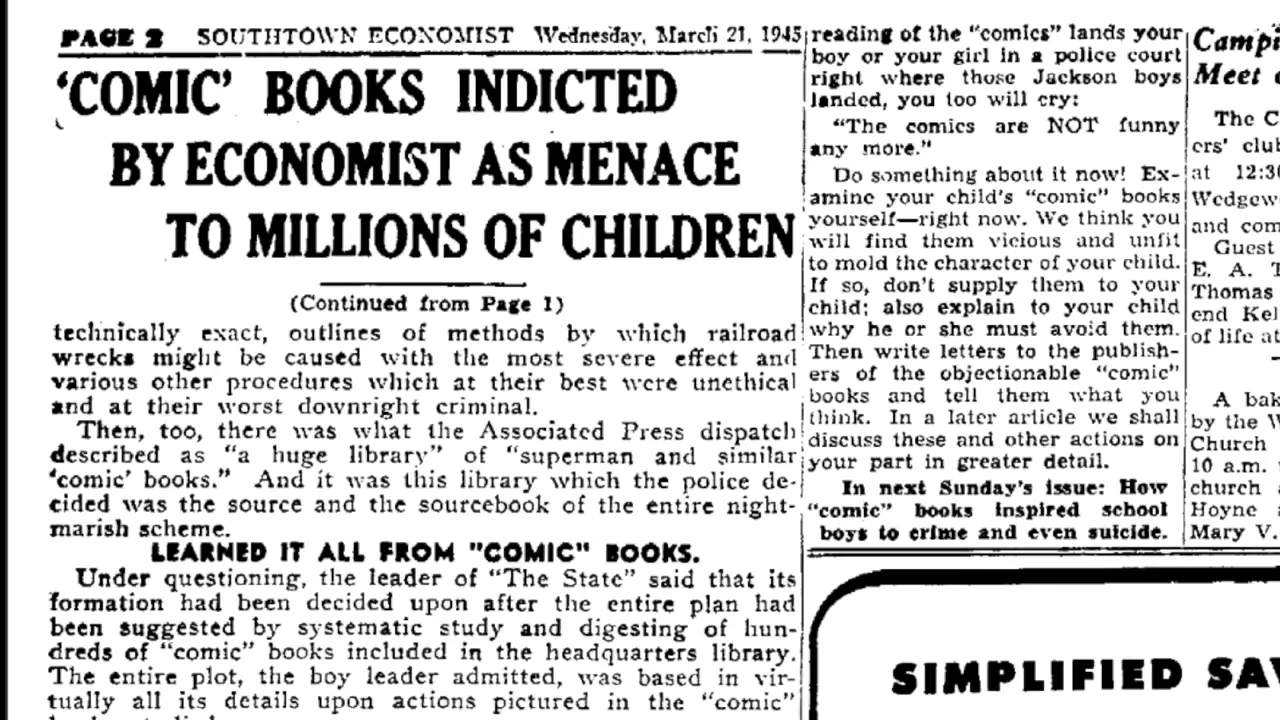 PAGE 2 SOUTHTOWN ECONOMIST Wednesday, March 21, 1945
'COMIC' BOOKS INDICTED
BY ECONOMIST AS MENACE
TO MILLIONS OF CHILDREN
(Continued from Page 1)
technically exact, outlines of methods by which railroad
wrecks might be caused with the most severe effect and
various other procedures which at their best were unethical
and at their worst downright criminal.
Then, too, there was what the Associated Press dispatch
described as "a huge library" of "superman and similar
'comic' books." And it was this library which the police de-
cided was the source and the sourcebook of the entire night-
marish scheme.
LEARNED IT ALL FROM "COMIC" BOOKS.
Under questioning, the leader of "The State" said that its
formation had been decided upon after the entire plan had
been suggested by systematic study and digesting of hun-
dreds of "comic" books included in the headquarters library.
The entire plot, the boy leader admitted, was based in vir-
tually all its details upon actions pictured in the "comic"
reading of the "comics" lands your
boy or your girl in a police court
right where those Jackson boys
landed, you too will cry:
"The comics are NOT funny
any more."
Do something about it now! Ex-
amine your child's "comic" books
yourself—right now. We think you
will find them vicious and unfit
to mold the character of your child.
If so, don't supply them to your
child; also explain to your child
why he or she must avoid them.
Then write letters to the publish-
ers of the objectionable "comic"
books and tell them what you
think. In a later article we shall
discuss these and other actions on
your part in greater detail.
In next Sunday's issue: How
"comic" books inspired school
boys to crime and even suicide.
Campi
Meet
The C
ers' club
at 12:30
Wedgew
and com
Guest
E. A. T
Thomas
end Kel
of life at
A bak
by the W
Church
10 a.m.
church
Hoyne
Mary V.
SIMPLIFIED SAV